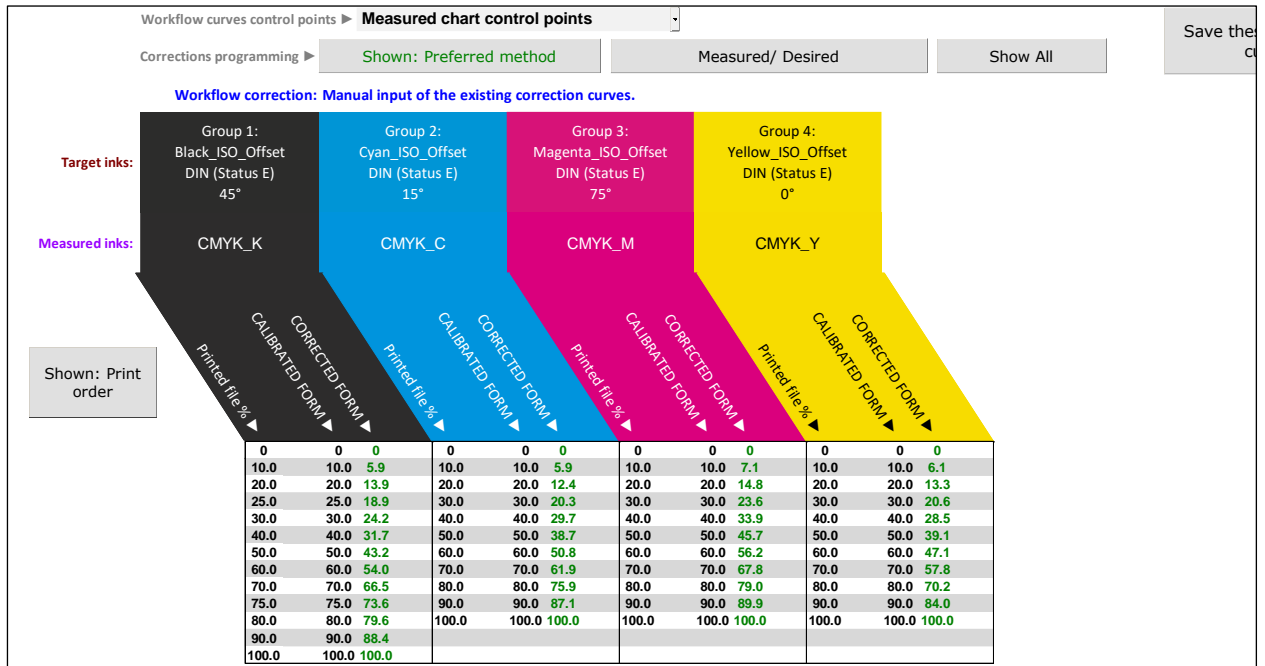 Workflow curves control points ► Measured chart control points
Save the
Corrections programming ► Shown: Preferred method Measured/ Desired Show All
Workflow correction: Manual input of the existing correction curves.
Target inks:
Group 1:
Black_ISO_Offset
DIN (Status E)
45°
Group 2:
Cyan_ISO_Offset
DIN (Status E)
15°
Group 3:
Magenta_ISO_Offset
DIN (Status E)
75°
Group 4:
Yellow_ISO_Offset
DIN (Status E)
0°
Measured inks: CMYK_K CMYK_C CMYK_M CMYK_Y
Printed file % ▼ CALIBRATED FORM ▼ CORRECTED FORM ▼ Printed file % ▼ CALIBRATED FORM ▼ CORRECTED FORM ▼ Printed file % ▼ CALIBRATED FORM ▼ CORRECTED FORM ▼ Printed file % ▼ CALIBRATED FORM ▼ CORRECTED FORM ▼
Shown: Print
order
0 0 0 0 0 0 0 0 0 0 0 0
10.0 10.0 5.9 10.0 10.0 5.9 10.0 10.0 7.1 10.0 10.0 6.1
20.0 20.0 13.9 20.0 20.0 12.4 20.0 20.0 14.8 20.0 20.0 13.3
25.0 25.0 18.9 30.0 30.0 20.3 30.0 30.0 23.6 30.0 30.0 20.6
30.0 30.0 24.2 40.0 40.0 29.7 40.0 40.0 33.9 40.0 40.0 28.5
40.0 40.0 31.7 50.0 50.0 38.7 50.0 50.0 45.7 50.0 50.0 39.1
50.0 50.0 43.2 60.0 60.0 50.8 60.0 60.0 56.2 60.0 60.0 47.1
60.0 60.0 54.0 70.0 70.0 61.9 70.0 70.0 67.8 70.0 70.0 57.8
70.0 70.0 66.5 80.0 80.0 75.9 80.0 80.0 79.0 80.0 80.0 70.2
75.0 75.0 73.6 90.0 90.0 87.1 90.0 90.0 89.9 90.0 90.0 84.0
80.0 80.0 79.6 100.0 100.0 100.0 100.0 100.0 100.0 100.0 100.0 100.0
90.0 90.0 88.4
100.0 100.0 100.0